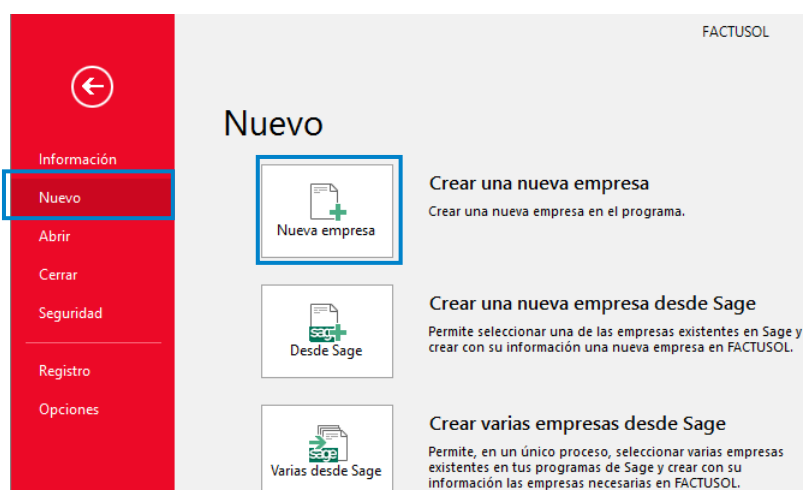 FACTUSOL
Nuevo
Información
Nuevo
Abrir
Cerrar
Seguridad
Registro
Opciones
Nueva empresa
Crear una nueva empresa
Crear una nueva empresa en el programa.
sage
Desde Sage
Crear una nueva empresa desde Sage
Permite seleccionar una de las empresas existentes en Sage y
crear con su información una nueva empresa en FACTUSOL.
sage
Varias desde Sage
Crear varias empresas desde Sage
Permite, en un único proceso, seleccionar varias empresas
existentes en tus programas de Sage y crear con su
información las empresas necesarias en FACTUSOL.